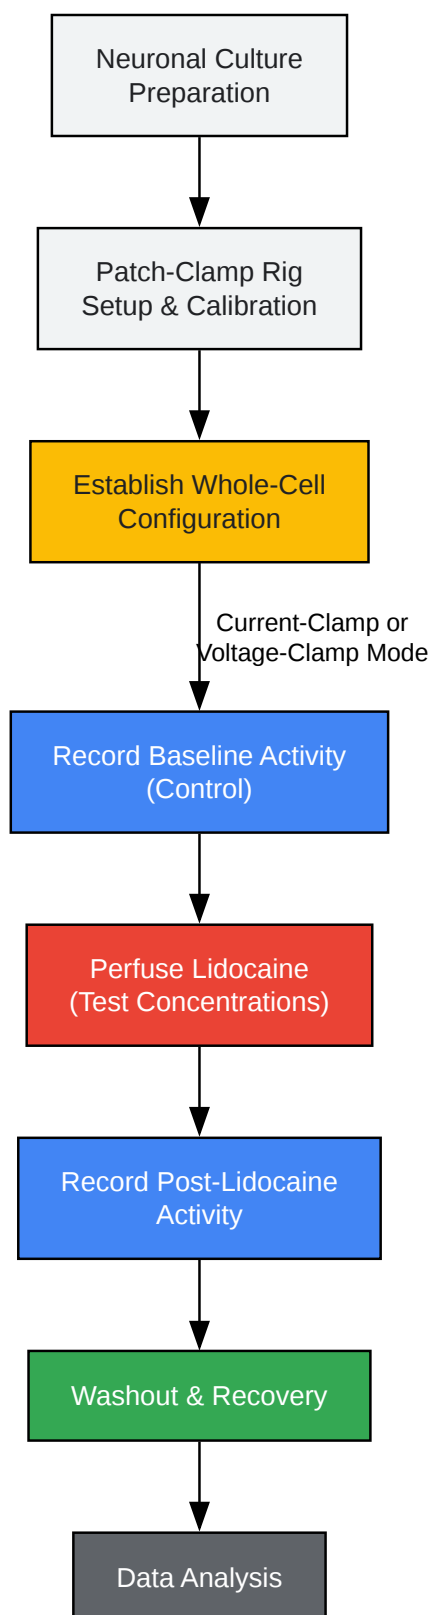 Neuronal Culture
Preparation
Patch-Clamp Rig
Setup & Calibration
Establish Whole-Cell
Configuration
Current-Clamp or
Voltage-Clamp Mode
Record Baseline Activity
(Control)
Perfuse Lidocaine
(Test Concentrations)
Record Post-Lidocaine
Activity
Washout & Recovery
Data Analysis